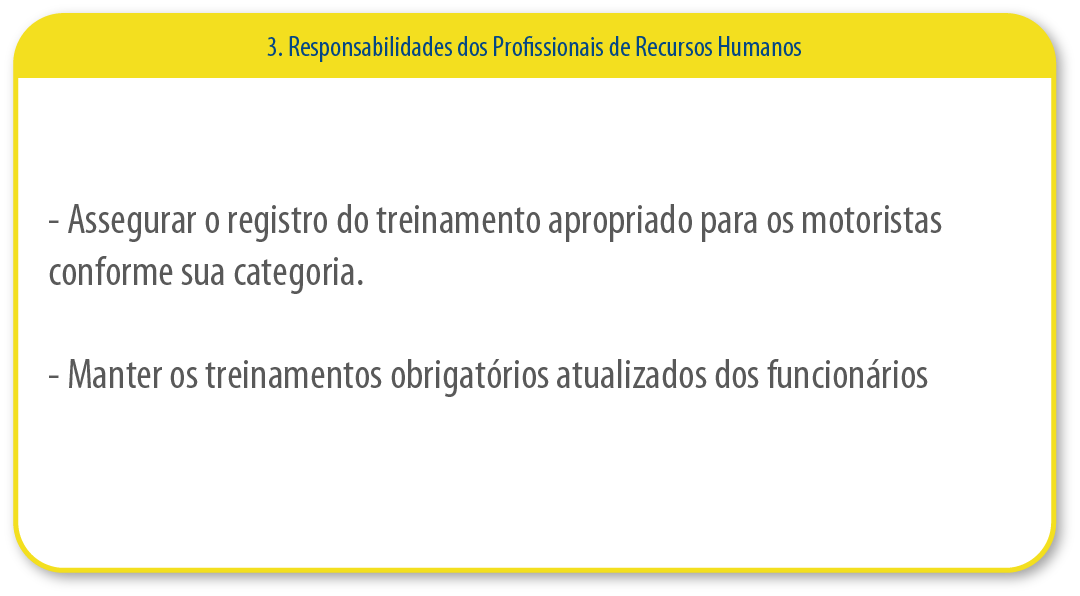 3. Responsabilidades dos Profissionais de Recursos Humanos
- Assegurar o registro do treinamento apropriado para os motoristas
conforme sua categoria.
- Manter os treinamentos obrigatórios atualizados dos funcionários